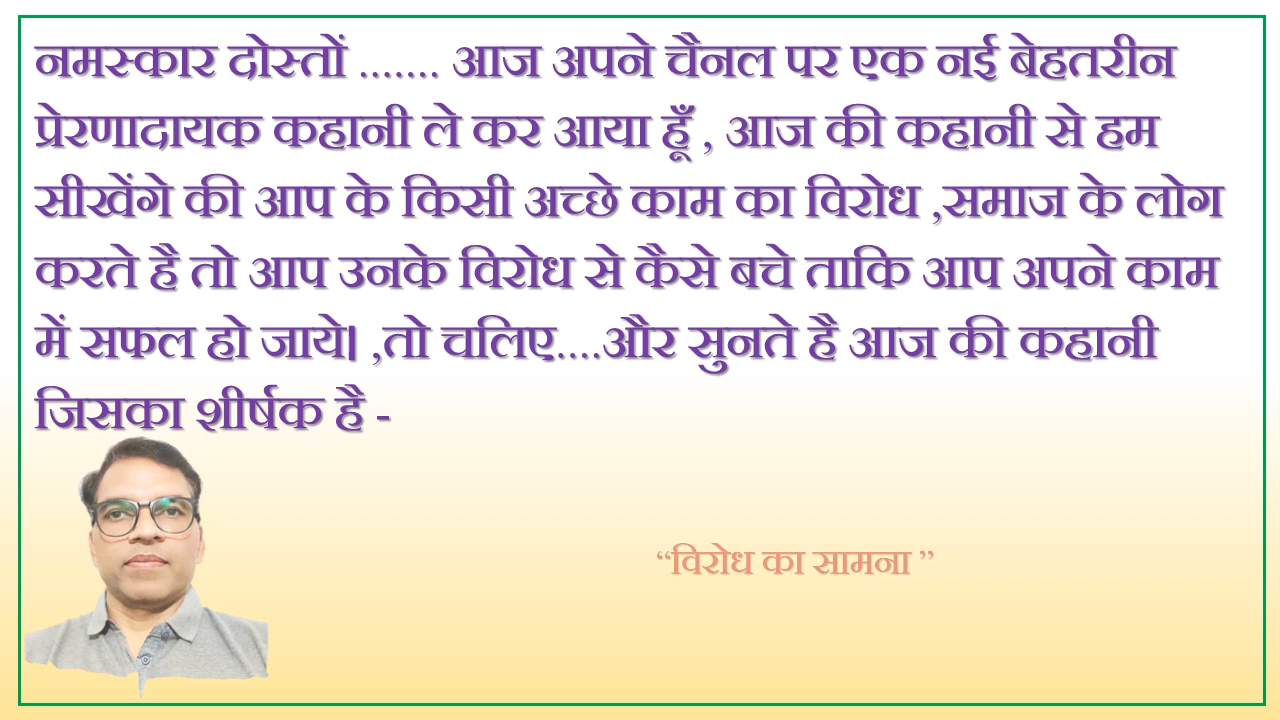 नमस्कार दोस्तों ....... आज अपने चैनल पर एक नई बेहतरीन
प्रेरणादायक कहानी ले कर आया हूँ , आज की कहानी से हम
सीखेंगे की आप के किसी अच्छे काम का विरोध ,समाज के लोग
करते है तो आप उनके विरोध से कैसे बचे ताकि आप अपने काम
में सफल हो जाये। ,तो चलिए....और सुनते हैं आज की कहानी
जिसका शीर्षक है -
“विरोध का सामना ”